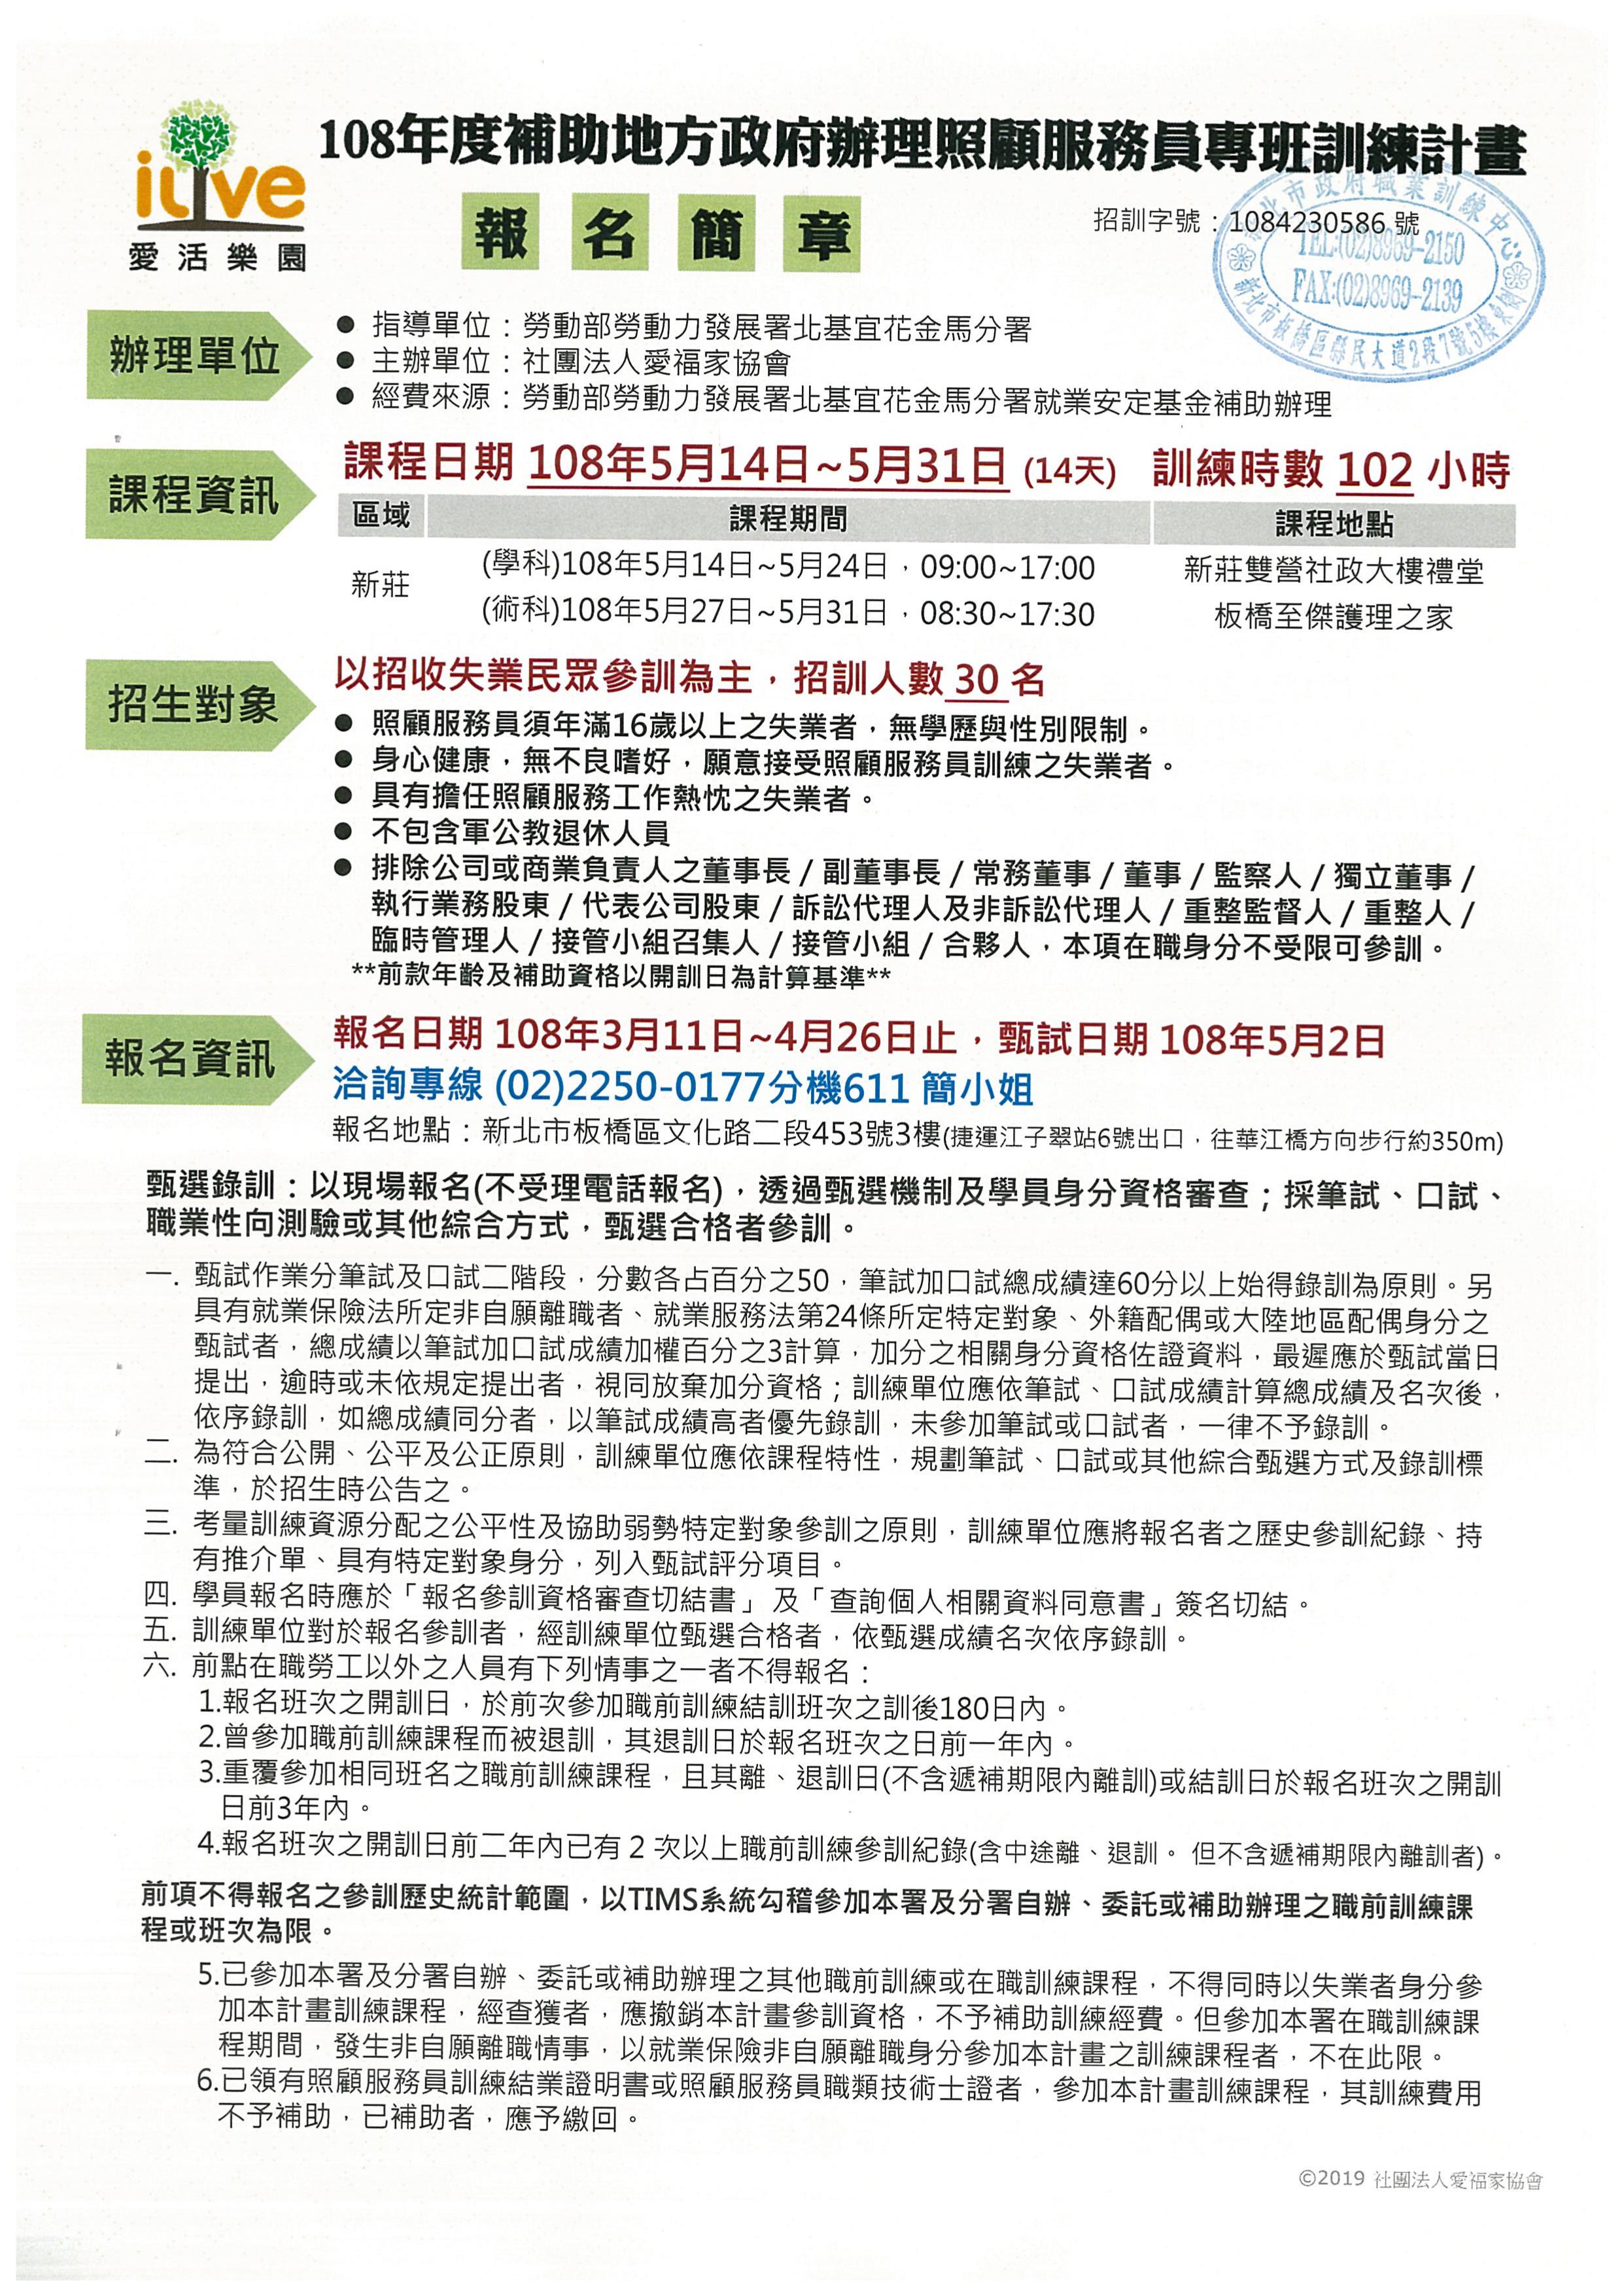 108年度補助地方政府辦理照顧服務員專班訓練計畫
ilive
愛活樂園
報名簡章
招訓字號：1084230586 號
新北市政府職業訓練中心
TEL:(02)8969-2150
FAX:(02)8969-2139
新北市板橋區縣民大道2段7號5樓東側
辦理單位
● 指導單位：勞動部勞動力發展署北基宜花金馬分署
● 主辦單位：社團法人愛福家協會
● 經費來源：勞動部勞動力發展署北基宜花金馬分署就業安定基金補助辦理
課程資訊
課程日期 108年5月14日~5月31日 (14天) 訓練時數 102 小時
區域 課程期間 課程地點
新莊
(學科)108年5月14日~5月24日，09:00~17:00 新莊雙營社政大樓禮堂
(術科)108年5月27日~5月31日，08:30~17:30 板橋至傑護理之家
招生對象
以招收失業民眾參訓為主，招訓人數 30 名
● 照顧服務員須年滿16歲以上之失業者，無學歷與性別限制。
● 身心健康，無不良嗜好，願意接受照顧服務員訓練之失業者。
● 具有擔任照顧服務工作熱忱之失業者。
● 不包含軍公教退休人員
● 排除公司或商業負責人之董事長 / 副董事長 / 常務董事 / 董事 / 監察人 / 獨立董事 /
執行業務股東 / 代表公司股東 / 訴訟代理人及非訴訟代理人 / 重整監督人 / 重整人 /
臨時管理人 / 接管小組召集人 / 接管小組 / 合夥人，本項在職身分不受限可參訓。
**前款年齡及補助資格以開訓日為計算基準**
報名資訊
報名日期 108年3月11日~4月26日止，甄試日期 108年5月2日
洽詢專線 (02)2250-0177分機611 簡小姐
報名地點：新北市板橋區文化路二段453號3樓(捷運江子翠站6號出口，往華江橋方向步行約350m)
甄選錄訓：以現場報名(不受理電話報名)，透過甄選機制及學員身分資格審查；採筆試、口試、
職業性向測驗或其他綜合方式，甄選合格者參訓。
一. 甄試作業分筆試及口試二階段，分數各占百分之50，筆試加口試總成績達60分以上始得錄訓為原則。另
具有就業保險法所定非自願離職者、就業服務法第24條所定特定對象、外籍配偶或大陸地區配偶身分之
甄試者，總成績以筆試加口試成績加權百分之3計算，加分之相關身分資格佐證資料，最遲應於甄試當日
提出，逾時或未依規定提出者，視同放棄加分資格；訓練單位應依筆試、口試成績計算總成績及名次後，
依序錄訓，如總成績同分者，以筆試成績高者優先錄訓，未參加筆試或口試者，一律不予錄訓。
二. 為符合公開、公平及公正原則，訓練單位應依課程特性，規劃筆試、口試或其他綜合甄選方式及錄訓標
準，於招生時公告之。
三. 考量訓練資源分配之公平性及協助弱勢特定對象參訓之原則，訓練單位應將報名者之歷史參訓紀錄、持
有推介單、具有特定對象身分，列入甄試評分項目。
四. 學員報名時應於「報名參訓資格審查切結書」及「查詢個人相關資料同意書」簽名切結。
五. 訓練單位對於報名參訓者，經訓練單位甄選合格者，依甄選成績名次依序錄訓。
六. 前點在職勞工以外之人員有下列情事之一者不得報名：
1.報名班次之開訓日，於前次參加職前訓練結訓班次之訓後180日內。
2.曾參加職前訓練課程而被退訓，其退訓日於報名班次之日前一年內。
3.重覆參加相同班名之職前訓練課程，且其離、退訓日(不含遞補期限內離訓)或結訓日於報名班次之開訓
日前3年內。
4.報名班次之開訓日前二年內已有 2 次以上職前訓練參訓紀錄(含中途離、退訓。 但不含遞補期限內離訓者)。
前項不得報名之參訓歷史統計範圍，以TIMS系統勾稽參加本署及分署自辦、委託或補助辦理之職前訓練課
程或班次為限。
5.已參加本署及分署自辦、委託或補助辦理之其他職前訓練或在職訓練課程，不得同時以失業者身分參
加本計畫訓練課程，經查獲者，應撤銷本計畫參訓資格，不予補助訓練經費。但參加本署在職訓練課
程期間，發生非自願離職情事，以就業保險非自願離職身分參加本計畫之訓練課程者，不在此限。
6.已領有照顧服務員訓練結業證明書或照顧服務員職類技術士證者，參加本計畫訓練課程，其訓練費用
不予補助，已補助者，應予繳回。
©2019 社團法人愛福家協會